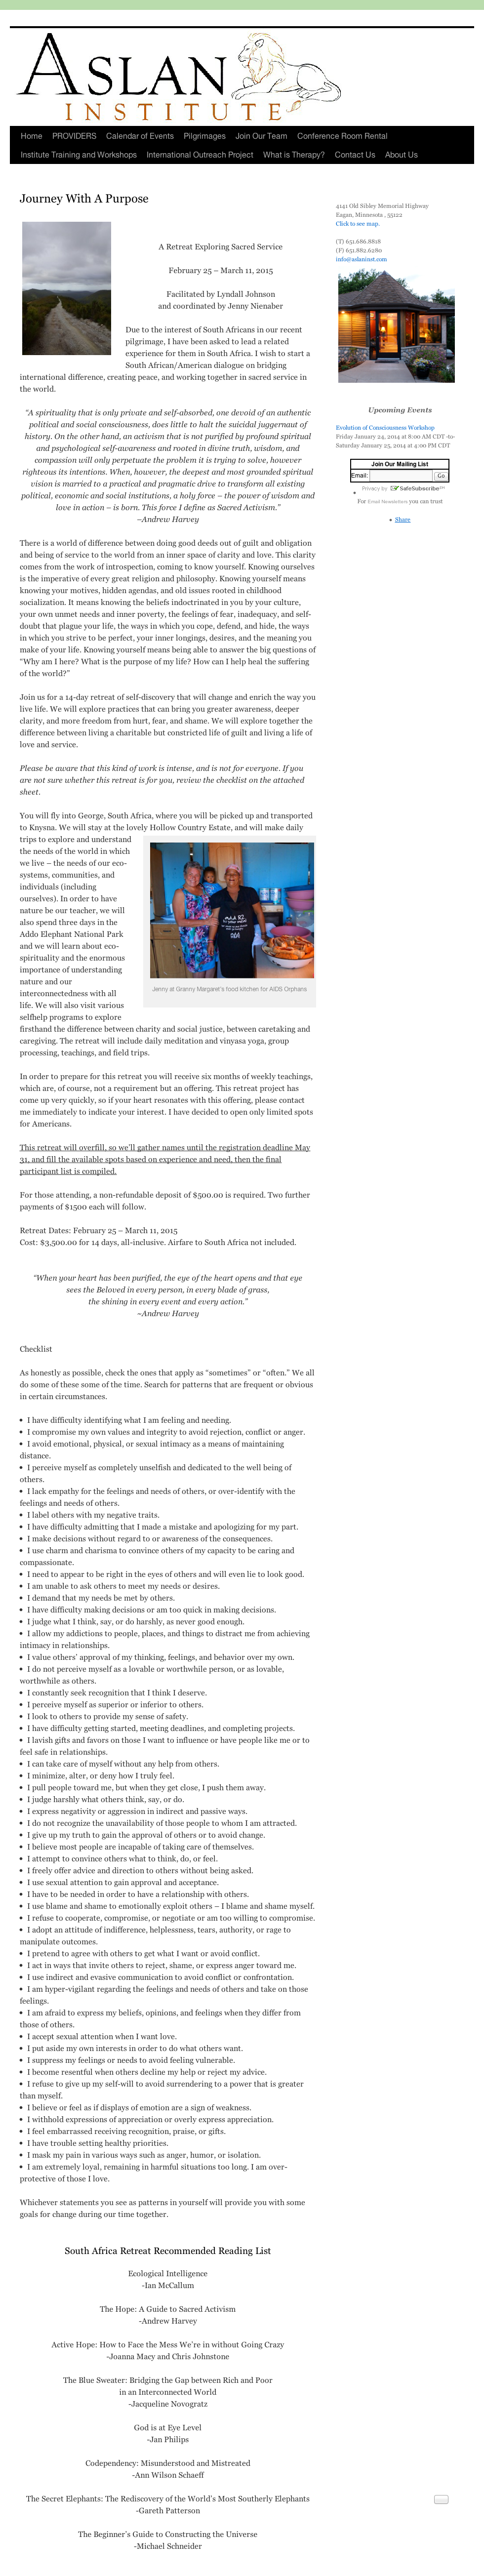 ASLAN
INSTITUTE
Home PROVIDERS Calendar of Events Pilgrimages Join Our Team Conference Room Rental
Institute Training and Workshops International Outreach Project What is Therapy? Contact Us About Us
Journey With A Purpose
A Retreat Exploring Sacred Service
February 25 – March 11, 2015
Facilitated by Lyndall Johnson
and coordinated by Jenny Nienaber
Due to the interest of South Africans in our recent
pilgrimage, I have been asked to lead a related
experience for them in South Africa. I wish to start a
South African/American dialogue on bridging
international difference, creating peace, and working together in sacred service in
the world.
"A spirituality that is only private and self-absorbed, one devoid of an authentic
political and social consciousness, does little to halt the suicidal juggernaut of
history. On the other hand, an activism that is not purified by profound spiritual
and psychological self-awareness and rooted in divine truth, wisdom, and
compassion will only perpetuate the problem it is trying to solve, however
righteous its intentions. When, however, the deepest and most grounded spiritual
vision is married to a practical and pragmatic drive to transform all existing
political, economic and social institutions, a holy force – the power of wisdom and
love in action – is born. This force I define as Sacred Activism."
~Andrew Harvey
There is a world of difference between doing good deeds out of guilt and obligation
and being of service to the world from an inner space of clarity and love. This clarity
comes from the work of introspection, coming to know yourself. Knowing ourselves
is the imperative of every great religion and philosophy. Knowing yourself means
knowing your motives, hidden agendas, and old issues rooted in childhood
socialization. It means knowing the beliefs indoctrinated in you by your culture,
your own unmet needs and inner poverty, the feelings of fear, inadequacy, and self-
doubt that plague your life, the ways in which you cope, defend, and hide, the ways
in which you strive to be perfect, your inner longings, desires, and the meaning you
make of your life. Knowing yourself means being able to answer the big questions of
"Why am I here? What is the purpose of my life? How can I help heal the suffering
of the world?"
Join us for a 14-day retreat of self-discovery that will change and enrich the way you
live life. We will explore practices that can bring you greater awareness, deeper
clarity, and more freedom from hurt, fear, and shame. We will explore together the
difference between living a charitable but constricted life of guilt and living a life of
love and service.
Please be aware that this kind of work is intense, and is not for everyone. If you
are not sure whether this retreat is for you, review the checklist on the attached
sheet.
You will fly into George, South Africa, where you will be picked up and transported
to Knysna. We will stay at the lovely Hollow Country Estate, and will make daily
trips to explore and understand
the needs of the world in which
we live – the needs of our eco-
systems, communities, and
individuals (including
ourselves). In order to have
nature be our teacher, we will
also spend three days in the
Addo Elephant National Park
and we will learn about eco-
spirituality and the enormous
importance of understanding
nature and our
interconnectedness with all
life. We will also visit various
selfhelp programs to explore
Jenny at Granny Margaret's food kitchen for AIDS Orphans
firsthand the difference between charity and social justice, between caretaking and
caregiving. The retreat will include daily meditation and vinyasa yoga, group
processing, teachings, and field trips.
In order to prepare for this retreat you will receive six months of weekly teachings,
which are, of course, not a requirement but an offering. This retreat project has
come up very quickly, so if your heart resonates with this offering, please contact
me immediately to indicate your interest. I have decided to open only limited spots
for Americans.
This retreat will overfill, so we'll gather names until the registration deadline May
31, and fill the available spots based on experience and need, then the final
participant list is compiled.
For those attending, a non-refundable deposit of $500.00 is required. Two further
payments of $1500 each will follow.
Retreat Dates: February 25 – March 11, 2015
Cost: $3,500.00 for 14 days, all-inclusive. Airfare to South Africa not included.
"When your heart has been purified, the eye of the heart opens and that eye
sees the Beloved in every person, in every blade of grass,
the shining in every event and every action."
~Andrew Harvey
Checklist
As honestly as possible, check the ones that apply as "sometimes" or "often." We all
do some of these some of the time. Search for patterns that are frequent or obvious
in certain circumstances.
• I have difficulty identifying what I am feeling and needing.
• I compromise my own values and integrity to avoid rejection, conflict or anger.
• I avoid emotional, physical, or sexual intimacy as a means of maintaining
distance.
• I perceive myself as completely unselfish and dedicated to the well being of
others.
• I lack empathy for the feelings and needs of others, or over-identify with the
feelings and needs of others.
• I label others with my negative traits.
• I have difficulty admitting that I made a mistake and apologizing for my part.
• I make decisions without regard to or awareness of the consequences.
• I use charm and charisma to convince others of my capacity to be caring and
compassionate.
• I need to appear to be right in the eyes of others and will even lie to look good.
• I am unable to ask others to meet my needs or desires.
• I demand that my needs be met by others.
• I have difficulty making decisions or am too quick in making decisions.
• I judge what I think, say, or do harshly, as never good enough.
• I allow my addictions to people, places, and things to distract me from achieving
intimacy in relationships.
• I value others' approval of my thinking, feelings, and behavior over my own.
• I do not perceive myself as a lovable or worthwhile person, or as lovable,
worthwhile as others.
• I constantly seek recognition that I think I deserve.
• I perceive myself as superior or inferior to others.
• I look to others to provide my sense of safety.
• I have difficulty getting started, meeting deadlines, and completing projects.
• I lavish gifts and favors on those I want to influence or have people like me or to
feel safe in relationships.
• I can take care of myself without any help from others.
• I minimize, alter, or deny how I truly feel.
• I pull people toward me, but when they get close, I push them away.
• I judge harshly what others think, say, or do.
• I express negativity or aggression in indirect and passive ways.
• I do not recognize the unavailability of those people to whom I am attracted.
• I give up my truth to gain the approval of others or to avoid change.
• I believe most people are incapable of taking care of themselves.
• I attempt to convince others what to think, do, or feel.
• I freely offer advice and direction to others without being asked.
• I use sexual attention to gain approval and acceptance.
• I have to be needed in order to have a relationship with others.
• I use blame and shame to emotionally exploit others – I blame and shame myself.
• I refuse to cooperate, compromise, or negotiate or am too willing to compromise.
• I adopt an attitude of indifference, helplessness, tears, authority, or rage to
manipulate outcomes.
• I pretend to agree with others to get what I want or avoid conflict.
• I act in ways that invite others to reject, shame, or express anger toward me.
• I use indirect and evasive communication to avoid conflict or confrontation.
• I am hyper-vigilant regarding the feelings and needs of others and take on those
feelings.
• I am afraid to express my beliefs, opinions, and feelings when they differ from
those of others.
• I accept sexual attention when I want love.
• I put aside my own interests in order to do what others want.
• I suppress my feelings or needs to avoid feeling vulnerable.
• I become resentful when others decline my help or reject my advice.
• I refuse to give up my self-will to avoid surrendering to a power that is greater
than myself.
• I believe or feel as if displays of emotion are a sign of weakness.
• I withhold expressions of appreciation or overly express appreciation.
• I feel embarrassed receiving recognition, praise, or gifts.
• I have trouble setting healthy priorities.
• I mask my pain in various ways such as anger, humor, or isolation.
• I am extremely loyal, remaining in harmful situations too long. I am over-
protective of those I love.
Whichever statements you see as patterns in yourself will provide you with some
goals for change during our time together.
South Africa Retreat Recommended Reading List
Ecological Intelligence
-Ian McCallum
The Hope: A Guide to Sacred Activism
-Andrew Harvey
Active Hope: How to Face the Mess We're in without Going Crazy
-Joanna Macy and Chris Johnstone
The Blue Sweater: Bridging the Gap between Rich and Poor
in an Interconnected World
-Jacqueline Novogratz
God is at Eye Level
-Jan Philips
Codependency: Misunderstood and Mistreated
-Ann Wilson Schaeff
The Secret Elephants: The Rediscovery of the World's Most Southerly Elephants
-Gareth Patterson
The Beginner's Guide to Constructing the Universe
-Michael Schneider
4141 Old Sibley Memorial Highway
Eagan, Minnesota , 55122
Click to see map.
(T) 651.686.8818
(F) 651.882.6280
info@aslaninst.com
Upcoming Events
Evolution of Consciousness Workshop
Friday January 24, 2014 at 8:00 AM CDT-to-
Saturday January 25, 2014 at 4:00 PM CDT
Join Our Mailing List
Email: Go
Privacy by SafeSubscribeSM
For Email Newsletters you can trust
Share